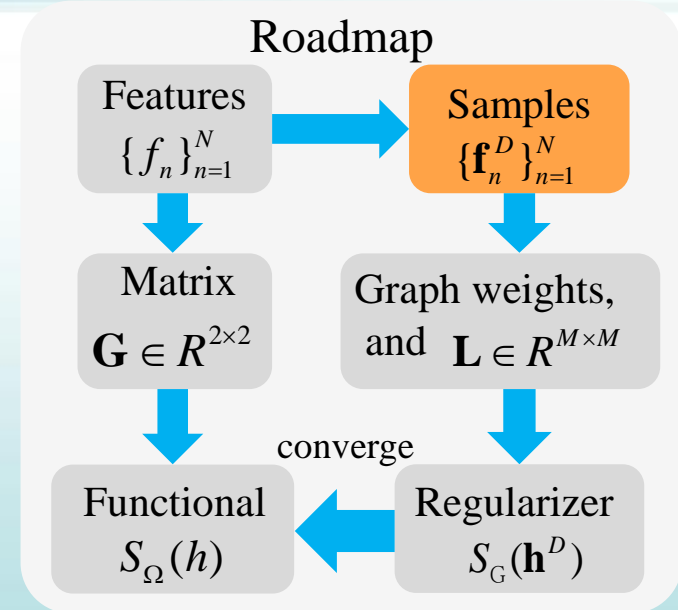 Roadmap
Features
{f_n}_{n=1}^N
Samples
{𝐟_n^D}_{n=1}^N
Matrix
𝐆 ∈ R^{2×2}
Graph weights,
and 𝐋 ∈ R^{M×M}
converge
Functional
S_Ω(h)
Regularizer
S_G(𝐡^D)